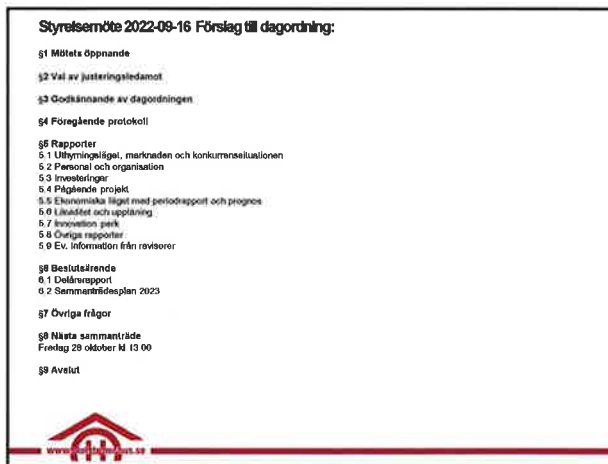 Styrelsemöte 2022-09-16 Förslag till dagordning:
§1 Mötets öppnande
§2 Val av justeringsledamot
§3 Godkännande av dagordningen
§4 Föregående protokoll
§5 Rapporter
5.1 Uthyrningsläget, marknaden och konkurrenssituationen
5.2 Personal och organisation
5.3 Investeringar
5.4 Pågående projekt
5.5 Ekonomiska läget med periodrapport och prognos
5.6 Likviditet och upplåning
5.7 Innovation park
5.8 Övriga rapporter
5.9 Ev. information från revisorer
§6 Beslutsärende
6.1 Delårsrapport
6.2 Sammanträdesplan 2023
§7 Övriga frågor
§8 Nästa sammanträde
Fredag 28 oktober kl 13.00
§9 Avslut